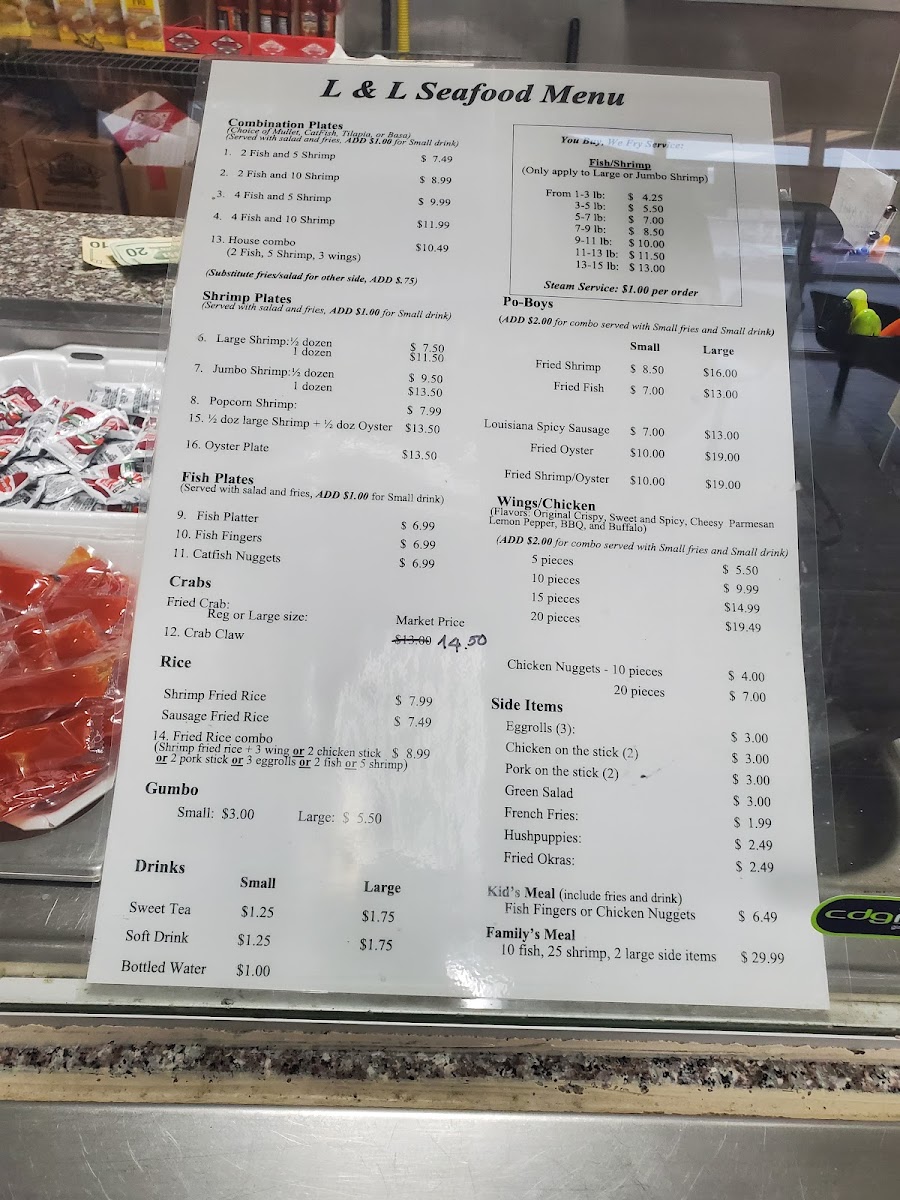 L & L Seafood Menu
Combination Plates
(Choice of Mullet, CatFish, Tilapia, or Basa)
(Served with salad and fries, ADD $1.00 for Small drink)
1. 2 Fish and 5 Shrimp $ 7.49
2. 2 Fish and 10 Shrimp $ 8.99
3. 4 Fish and 5 Shrimp $ 9.99
4. 4 Fish and 10 Shrimp $11.99
13. House combo $10.49
(2 Fish, 5 Shrimp, 3 wings)
(Substitute fries/salad for other side, ADD $.75)
Shrimp Plates
(Served with salad and fries, ADD $1.00 for Small drink)
6. Large Shrimp:½ dozen $ 7.50
1 dozen $11.50
7. Jumbo Shrimp:½ dozen $ 9.50
1 dozen $13.50
8. Popcorn Shrimp: $ 7.99
15. ½ doz large Shrimp + ½ doz Oyster $13.50
16. Oyster Plate $13.50
Fish Plates
(Served with salad and fries, ADD $1.00 for Small drink)
9. Fish Platter $ 6.99
10. Fish Fingers $ 6.99
11. Catfish Nuggets $ 6.99
Crabs
Fried Crab:
Reg or Large size: Market Price
12. Crab Claw $13.00 14.50
Rice
Shrimp Fried Rice $ 7.99
Sausage Fried Rice $ 7.49
14. Fried Rice combo
(Shrimp fried rice + 3 wing or 2 chicken stick $ 8.99
or 2 pork stick or 3 eggrolls or 2 fish or 5 shrimp)
Gumbo
Small: $3.00 Large: $ 5.50
Drinks
Small Large
Sweet Tea $1.25 $1.75
Soft Drink $1.25 $1.75
Bottled Water $1.00
You Buy, We Fry Service:
Fish/Shrimp
(Only apply to Large or Jumbo Shrimp)
From 1-3 lb: $ 4.25
3-5 lb: $ 5.50
5-7 lb: $ 7.00
7-9 lb: $ 8.50
9-11 lb: $ 10.00
11-13 lb: $ 11.50
13-15 lb: $ 13.00
Steam Service: $1.00 per order
Po-Boys
(ADD $2.00 for combo served with Small fries and Small drink)
Small Large
Fried Shrimp $ 8.50 $16.00
Fried Fish $ 7.00 $13.00
Louisiana Spicy Sausage $ 7.00 $13.00
Fried Oyster $10.00 $19.00
Fried Shrimp/Oyster $10.00 $19.00
Wings/Chicken
(Flavors: Original Crispy, Sweet and Spicy, Cheesy Parmesan
Lemon Pepper, BBQ, and Buffalo)
(ADD $2.00 for combo served with Small fries and Small drink)
5 pieces $ 5.50
10 pieces $ 9.99
15 pieces $14.99
20 pieces $19.49
Chicken Nuggets - 10 pieces $ 4.00
20 pieces $ 7.00
Side Items
Eggrolls (3): $ 3.00
Chicken on the stick (2) $ 3.00
Pork on the stick (2) $ 3.00
Green Salad $ 3.00
French Fries: $ 1.99
Hushpuppies: $ 2.49
Fried Okras: $ 2.49
Kid's Meal (include fries and drink)
Fish Fingers or Chicken Nuggets $ 6.49
Family's Meal
10 fish, 25 shrimp, 2 large side items $ 29.99
10
20